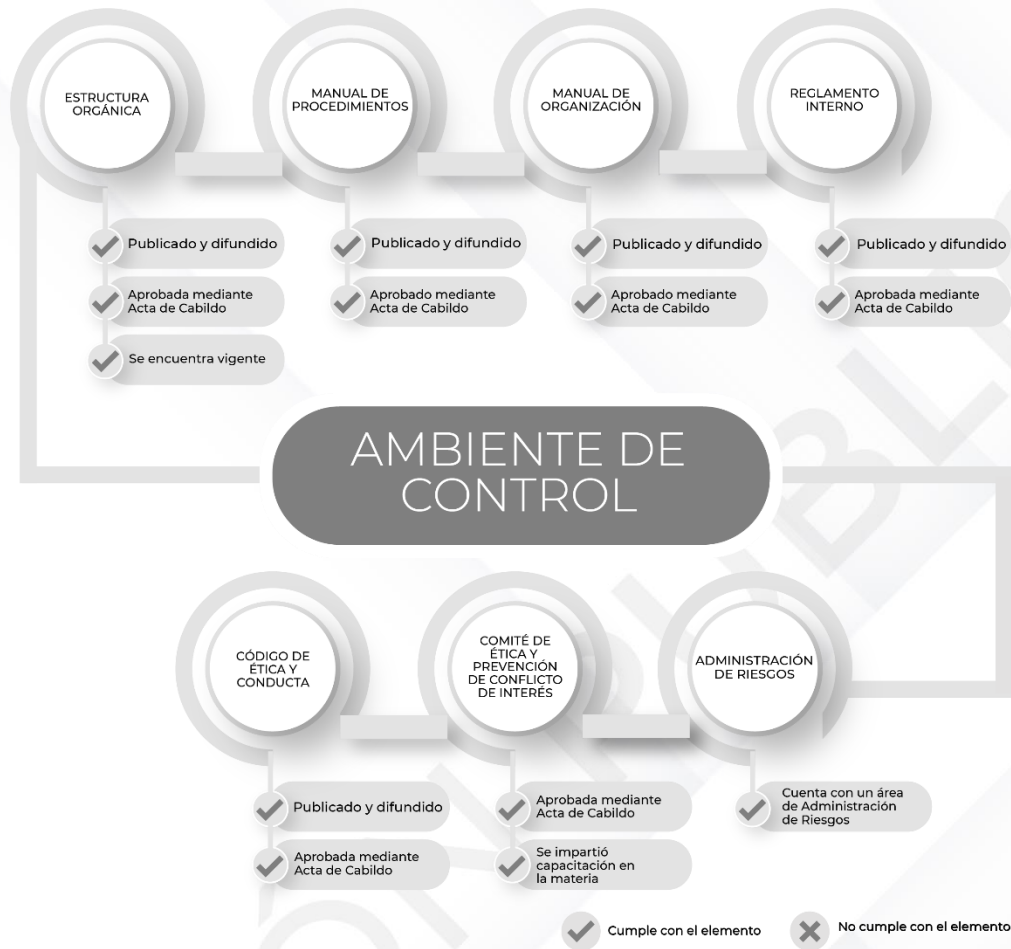 ESTRUCTURA
ORGÁNICA
MANUAL DE
PROCEDIMIENTOS
MANUAL DE
ORGANIZACIÓN
REGLAMENTO
INTERNO
Publicado y difundido
Aprobada mediante
Acta de Cabildo
Se encuentra vigente
Publicado y difundido
Aprobado mediante
Acta de Cabildo
Publicado y difundido
Aprobado mediante
Acta de Cabildo
Publicado y difundido
Aprobada mediante
Acta de Cabildo
AMBIENTE DE
CONTROL
CÓDIGO DE
ÉTICA Y
CONDUCTA
COMITÉ DE
ÉTICA Y
PREVENCIÓN
DE CONFLICTO
DE INTERÉS
ADMINISTRACIÓN
DE RIESGOS
Publicado y difundido
Aprobada mediante
Acta de Cabildo
Aprobada mediante
Acta de Cabildo
Se impartió
capacitación en
la materia
Cuenta con un área
de Administración
de Riesgos
Cumple con el elemento
No cumple con el elemento